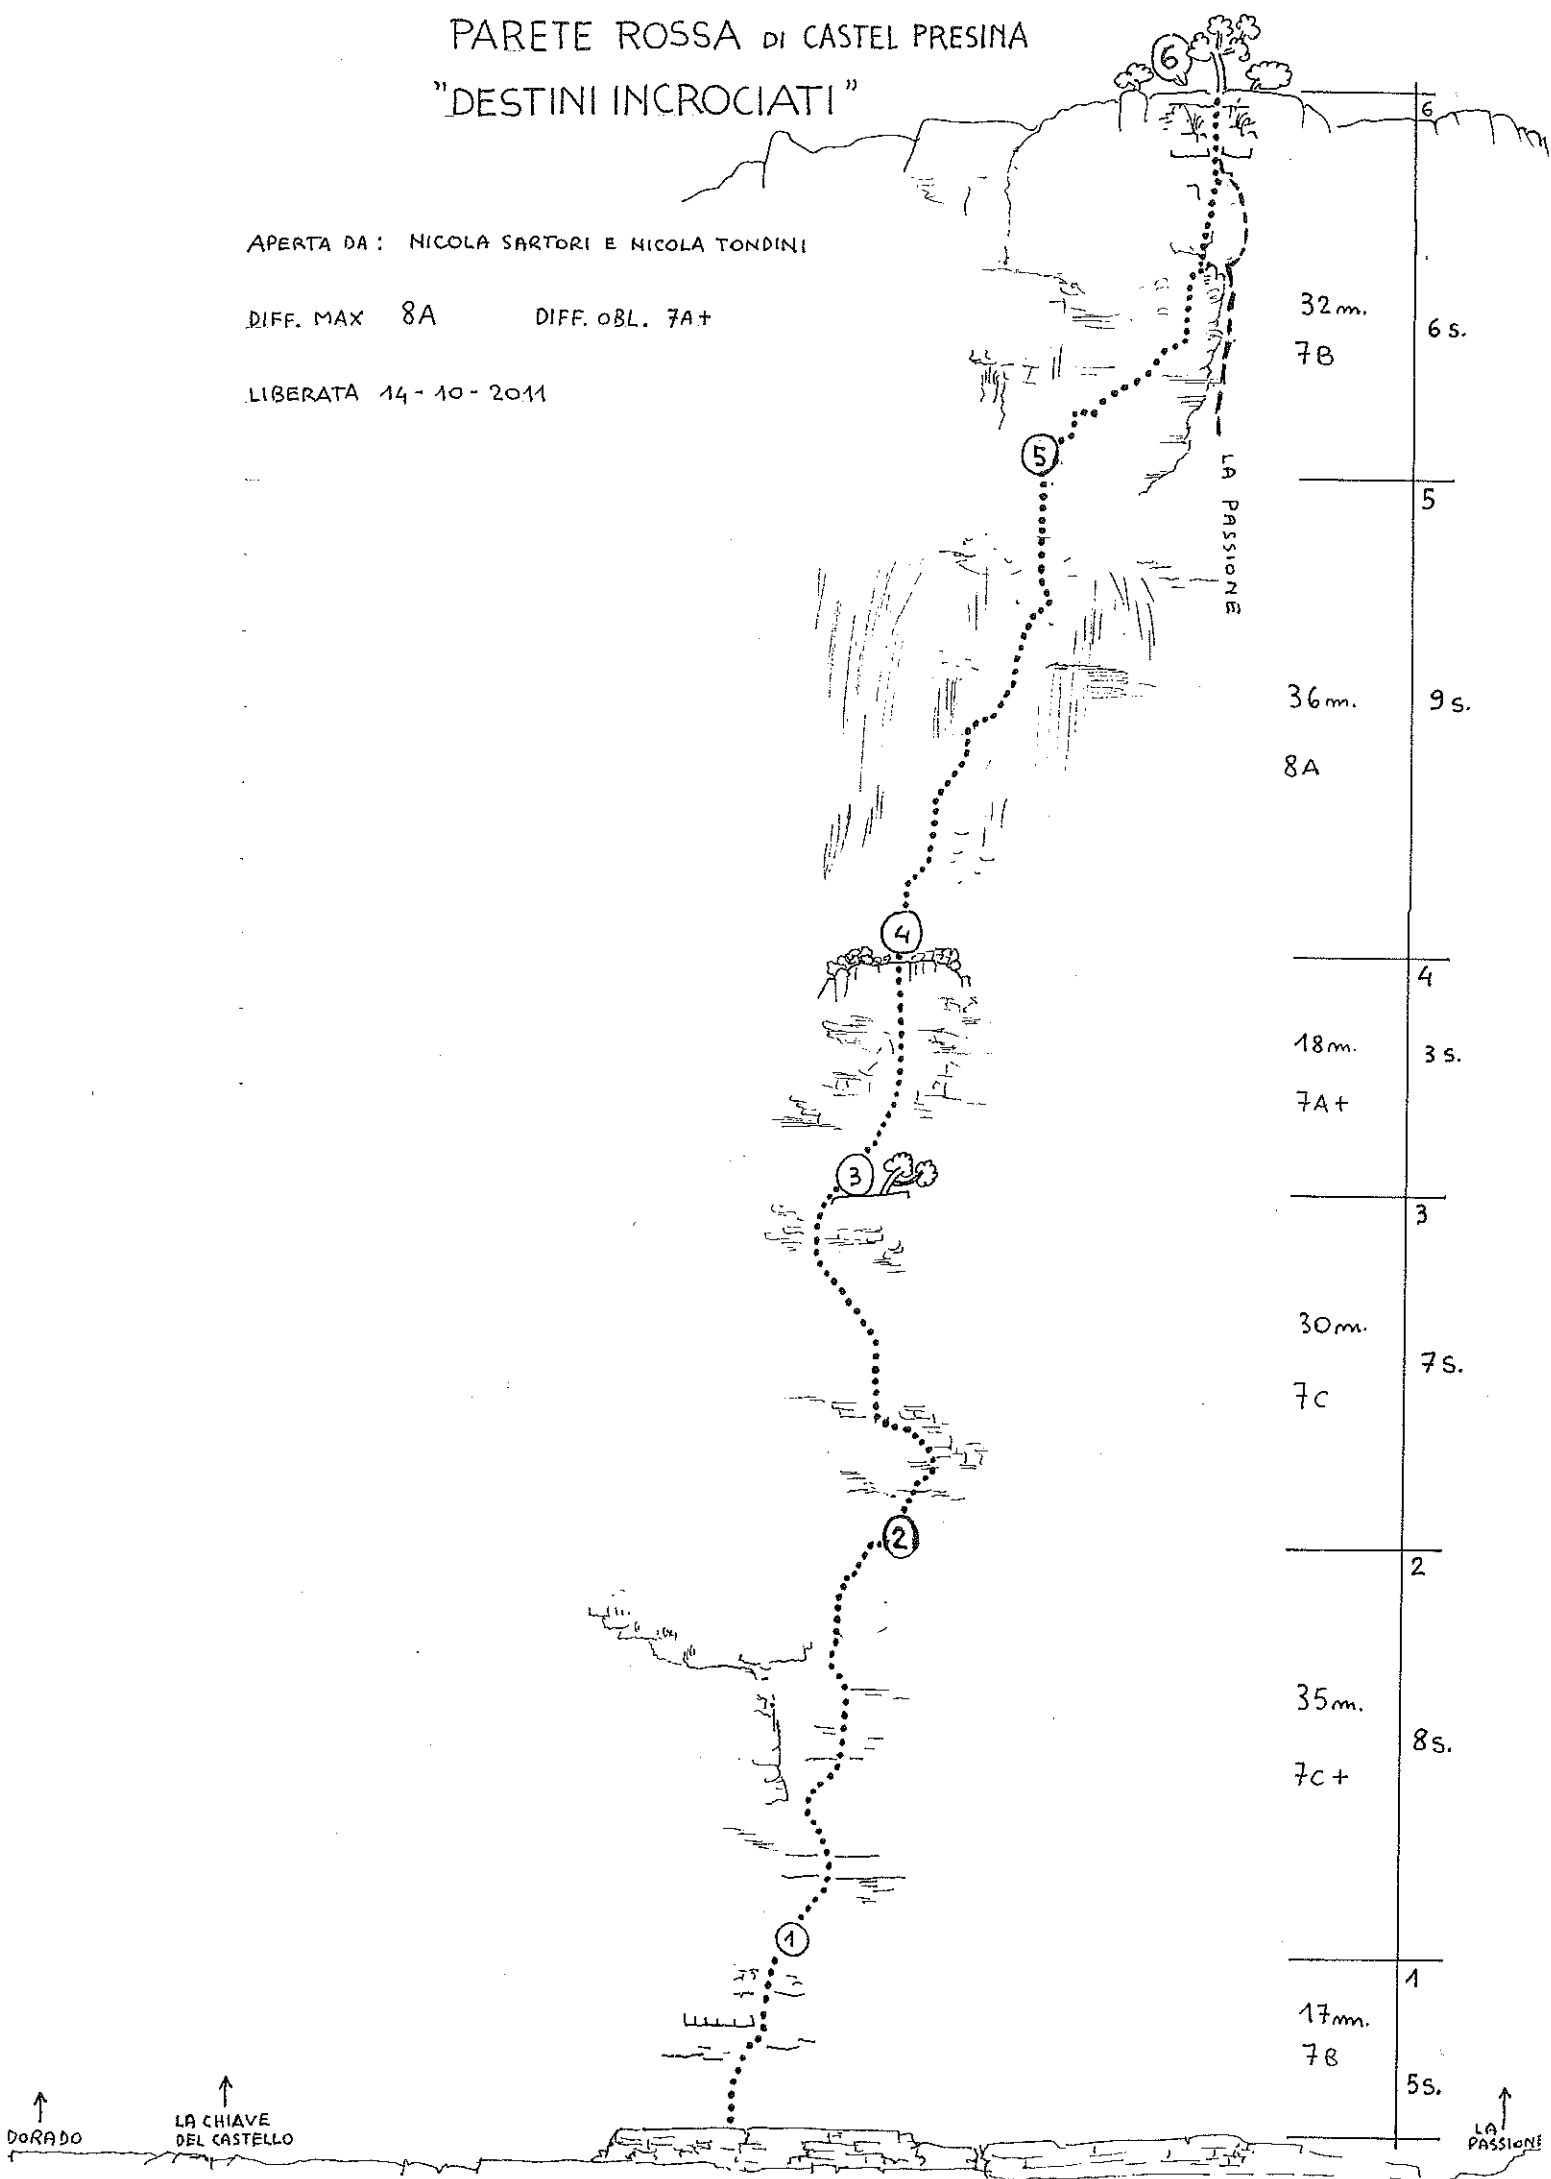 PARETE ROSSA DI CASTEL PRESINA
"DESTINI INCROCIATI"
6
6
APERTA DA: NICOLA SARTORI E NICOLA TONDINI
DIFF. MAX 8A DIFF. OBL. 7A+
LIBERATA 14-10-2011
32m.
6s.
7B
5
5
LA PASSIONE
36m.
9s.
8A
4
4
18m.
3s.
7A+
3
3
30m.
7s.
7C
2
2
35m.
8s.
7C+
1
1
17m.
7B
5s.
DORADO
LA CHIAVE
DEL CASTELLO
LA
PASSIONE